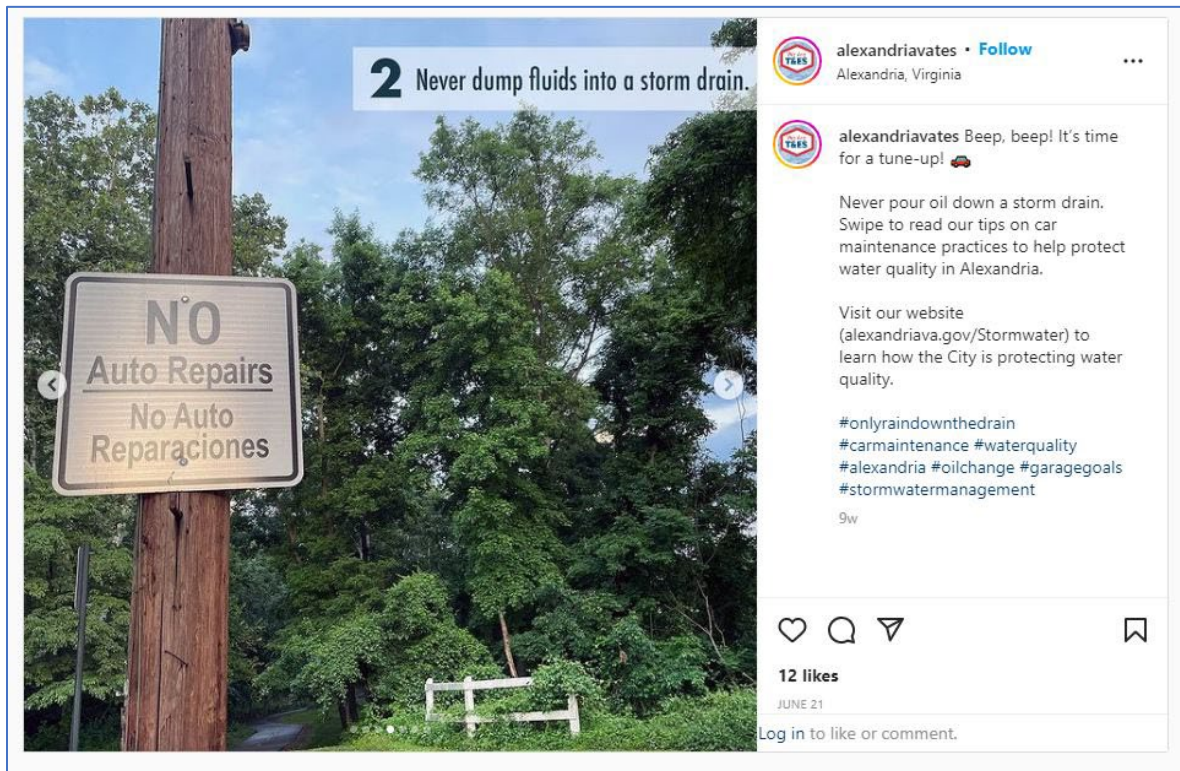 2 Never dump fluids into a storm drain.
NO
Auto Repairs
No Auto
Reparaciones
alexandriavates • Follow
Alexandria, Virginia
alexandriavates Beep, beep! It's time
for a tune-up! 🚗
Never pour oil down a storm drain.
Swipe to read our tips on car
maintenance practices to help protect
water quality in Alexandria.
Visit our website
(alexandriava.gov/Stormwater) to
learn how the City is protecting water
quality.
#onlyraindownthedrain
#carmaintenance #waterquality
#alexandria #oilchange #garagegoals
#stormwatermanagement
9w
12 likes
JUNE 21
Log in to like or comment.
T&ES
T&ES